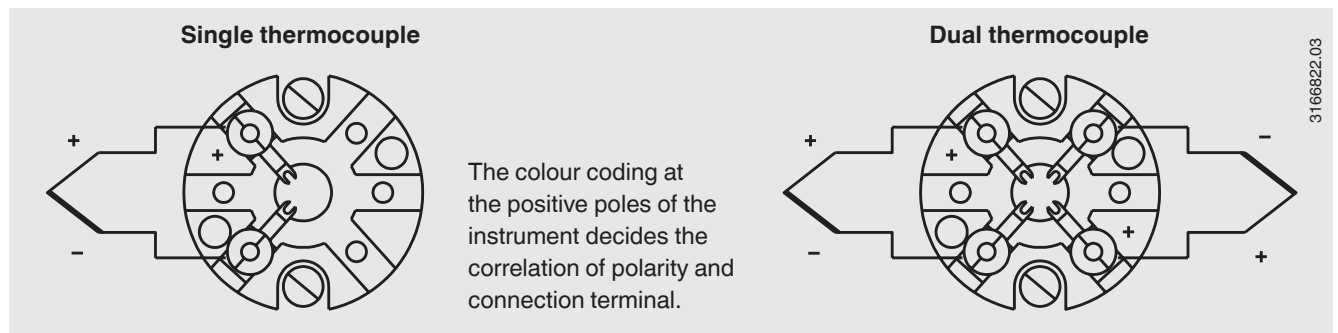 Single thermocouple
Dual thermocouple
3166822.03
+
+
–
The colour coding at
the positive poles of the
instrument decides the
correlation of polarity and
connection terminal.
+
+
–
–
+
+